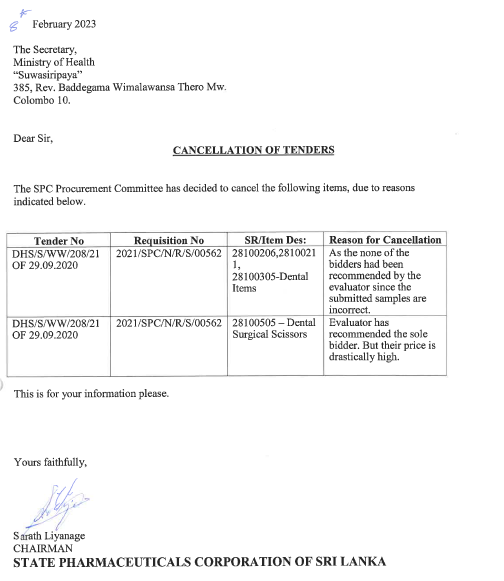 8th February 2023
The Secretary,
Ministry of Health
“Suwasiripaya”
385, Rev. Baddegama Wimalawansa Thero Mw.
Colombo 10.
Dear Sir,
CANCELLATION OF TENDERS
The SPC Procurement Committee has decided to cancel the following items, due to reasons
indicated below.
Tender No
Requisition No
SR/Item Des:
Reason for Cancellation
DHS/S/WW/208/21
OF 29.09.2020
2021/SPC/N/R/S/00562
28100206,2810021
1,
28100305-Dental
Items
As the none of the
bidders had been
recommended by the
evaluator since the
submitted samples are
incorrect.
DHS/S/WW/208/21
OF 29.09.2020
2021/SPC/N/R/S/00562
28100505 – Dental
Surgical Scissors
Evaluator has
recommended the sole
bidder. But their price is
drastically high.
This is for your information please.
Yours faithfully,
Sarath Liyanage
CHAIRMAN
STATE PHARMACEUTICALS CORPORATION OF SRI LANKA